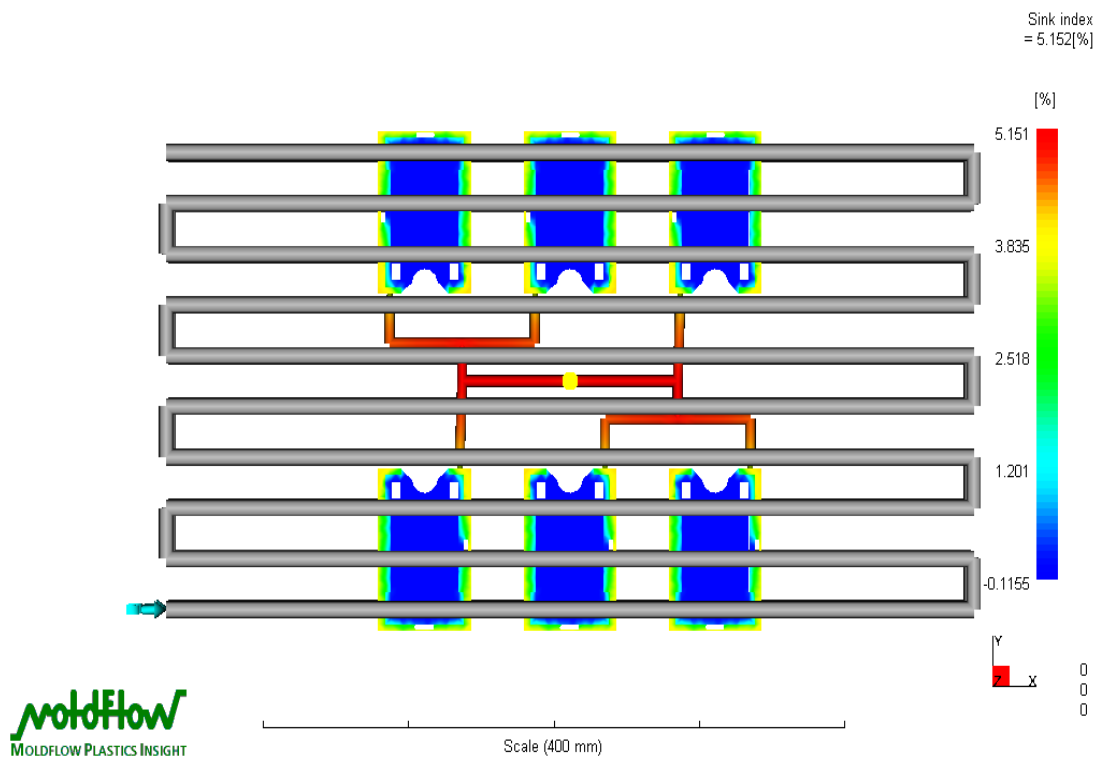 Sink index
= 5.152[%]
[%]
5.151
3.835
2.518
1.201
-0.1155
Y
Z X
0
0
0
moldflow
MOLDFLOW PLASTICS INSIGHT
Scale (400 mm)